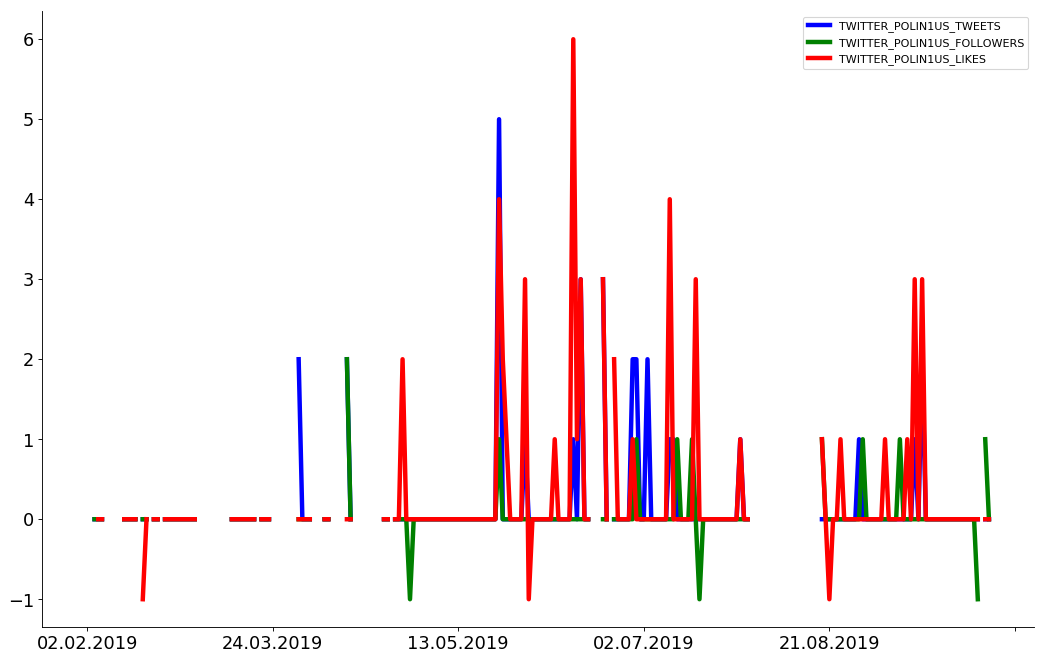 TWITTER_POLIN1US_TWEETS
TWITTER_POLIN1US_FOLLOWERS
TWITTER_POLIN1US_LIKES
6
5
4
3
2
1
0
−1
02.02.2019 24.03.2019 13.05.2019 02.07.2019 21.08.2019